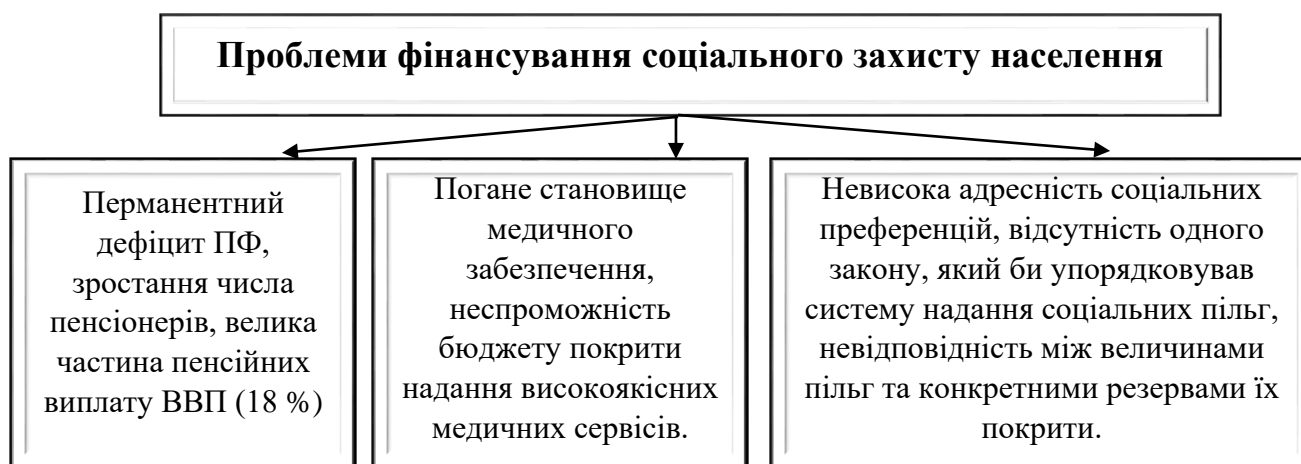 Проблеми фінансування соціального захисту населення
Перманентний
дефіцит ПФ,
зростання числа
пенсіонерів, велика
частина пенсійних
виплату ВВП (18 %)
Погане становище
медичного
забезпечення,
неспроможність
бюджету покрити
надання високоякісних
медичних сервісів.
Невисока адресність соціальних
преференцій, відсутність одного
закону, який би упорядковував
систему надання соціальних пільг,
невідповідність між величинами
пільг та конкретними резервами їх
покрити.